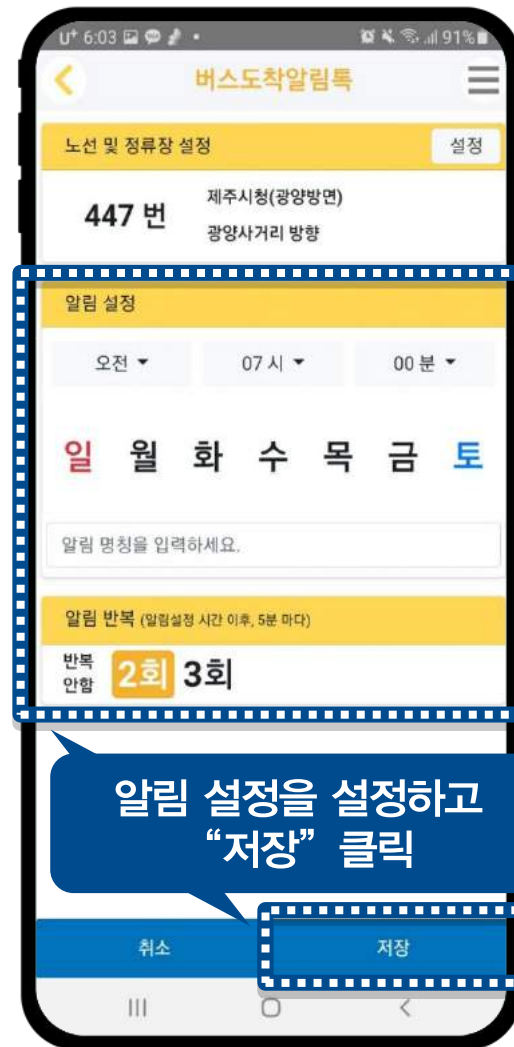 U+ 6:03 91%
버스도착알림톡
노선 및 정류장 설정 설정
447 번 제주시청(광양방면)
광양사거리 방향
알림 설정
오전 07 시 00 분
일 월 화 수 목 금 토
알림 명칭을 입력하세요.
알림 반복 (알림설정 시간 이후, 5분 마다)
반복
안함 2회 3회
알림 설정을 설정하고
“저장” 클릭
취소 저장